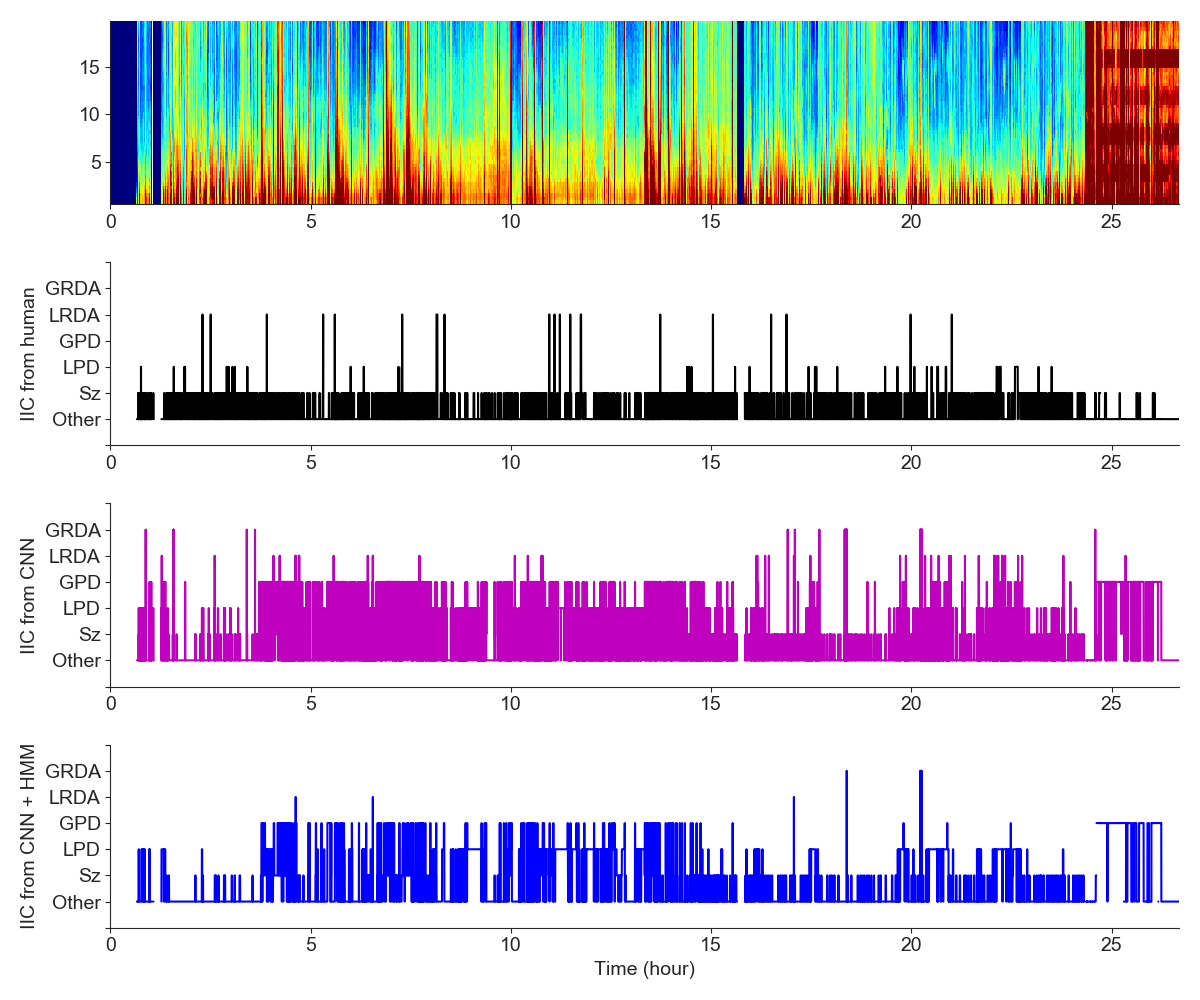 15
10
5
0 5 10 15 20 25
IIC from human
GRDA
LRDA
GPD
LPD
Sz
Other
0 5 10 15 20 25
IIC from CNN
GRDA
LRDA
GPD
LPD
Sz
Other
0 5 10 15 20 25
IIC from CNN + HMM
GRDA
LRDA
GPD
LPD
Sz
Other
0 5 10 15 20 25
Time (hour)